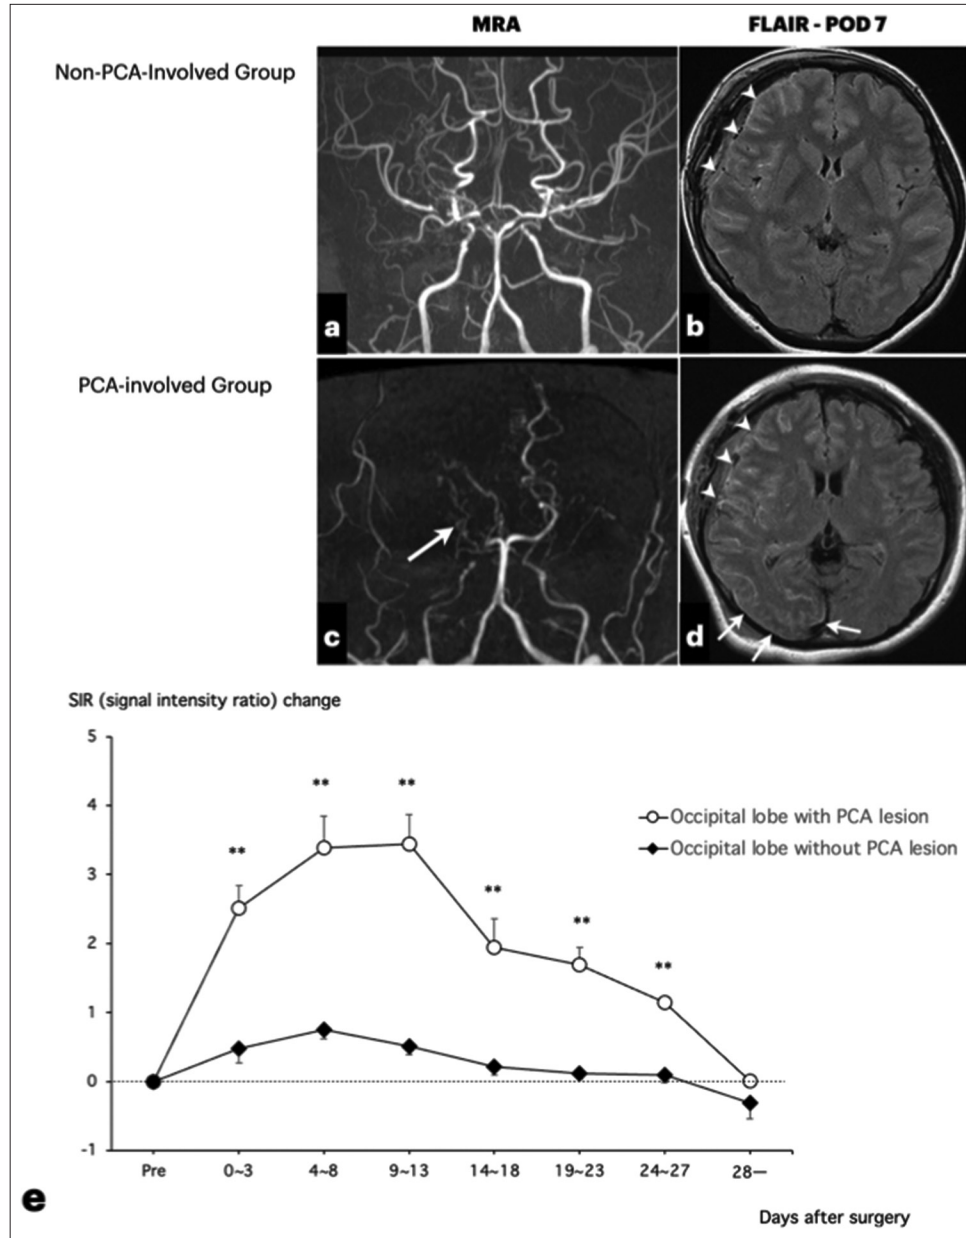 MRA
FLAIR - POD 7
Non-PCA-Involved Group
a
b
PCA-involved Group
c
d
SIR (signal intensity ratio) change
5
**
**
4
Occipital lobe with PCA lesion
**
Occipital lobe without PCA lesion
3
**
**
2
**
1
0
-1
Pre
0~3
4~8
9~13
14~18
19~23
24~27
28—
e
Days after surgery